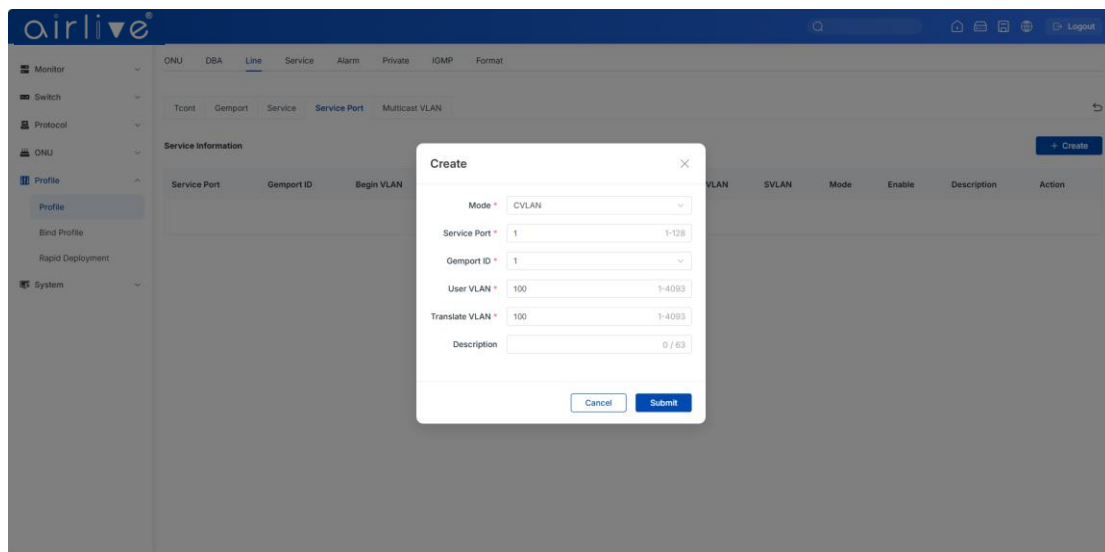 airlive®
Logout
Monitor
Switch
Protocol
ONU
Profile
Profile
Bind Profile
Rapid Deployment
System
ONU DBA Line Service Alarm Private IGMP Format
Tcont Gemport Service Service Port Multicast VLAN
Service Information
+ Create
Service Port Gemport ID Begin VLAN VLAN SVLAN Mode Enable Description Action
Create
Mode * CVLAN
Service Port * 1 1-128
Gemport ID * 1
User VLAN * 100 1-4093
Translate VLAN * 100 1-4093
Description 0 / 63
Cancel Submit